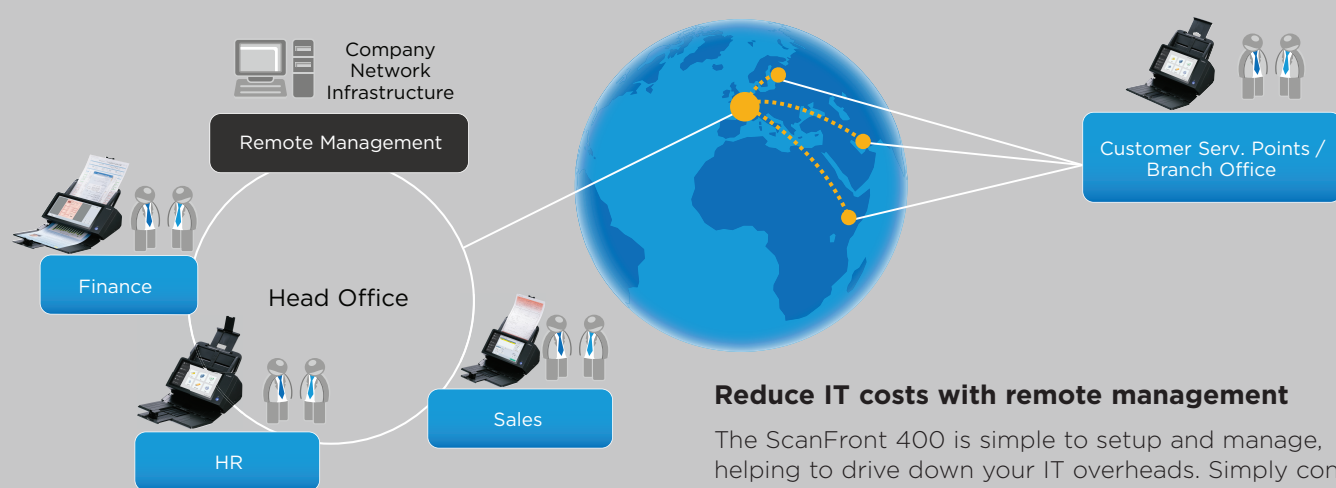 Company
Network
Infrastructure
Remote Management
Finance
Head Office
HR
Sales
Customer Serv. Points /
Branch Office
Reduce IT costs with remote management
The ScanFront 400 is simple to setup and manage,
helping to drive down your IT overheads. Simply